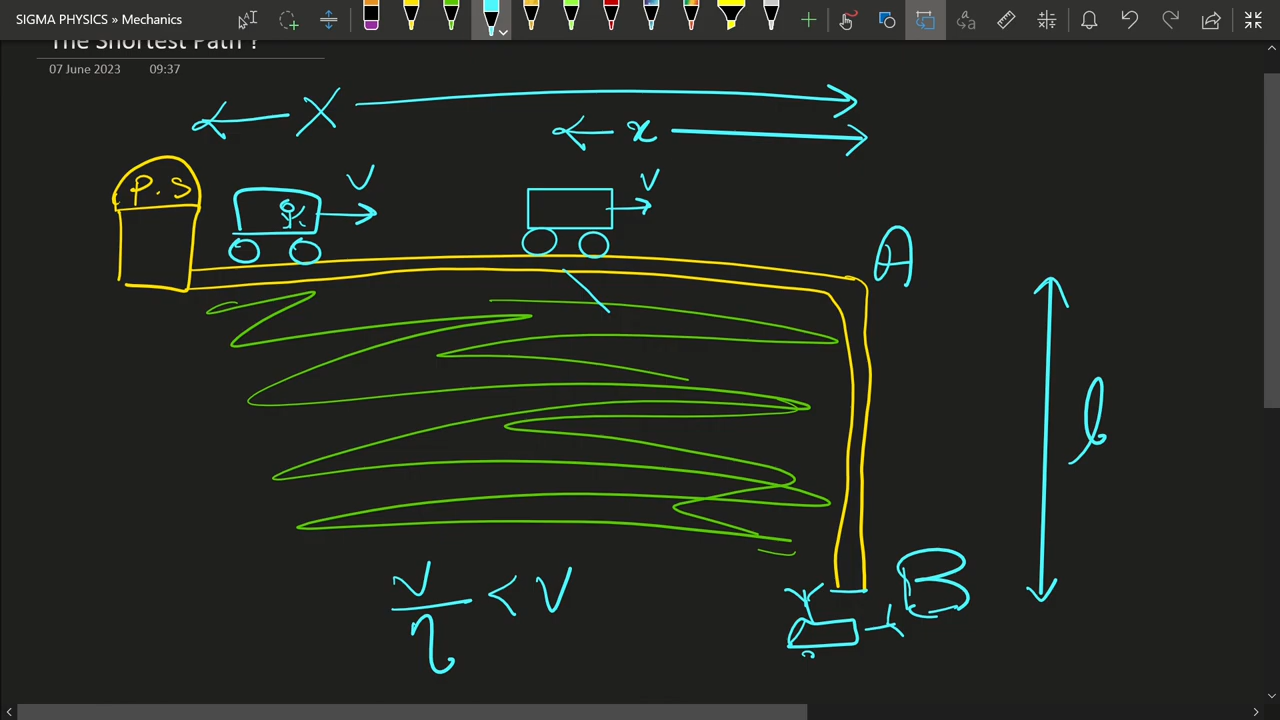 SIGMA PHYSICS » Mechanics
The Shortest Path ?
07 June 2023 09:37
X
x
P.S
V
V
A
l
V/η < V
B